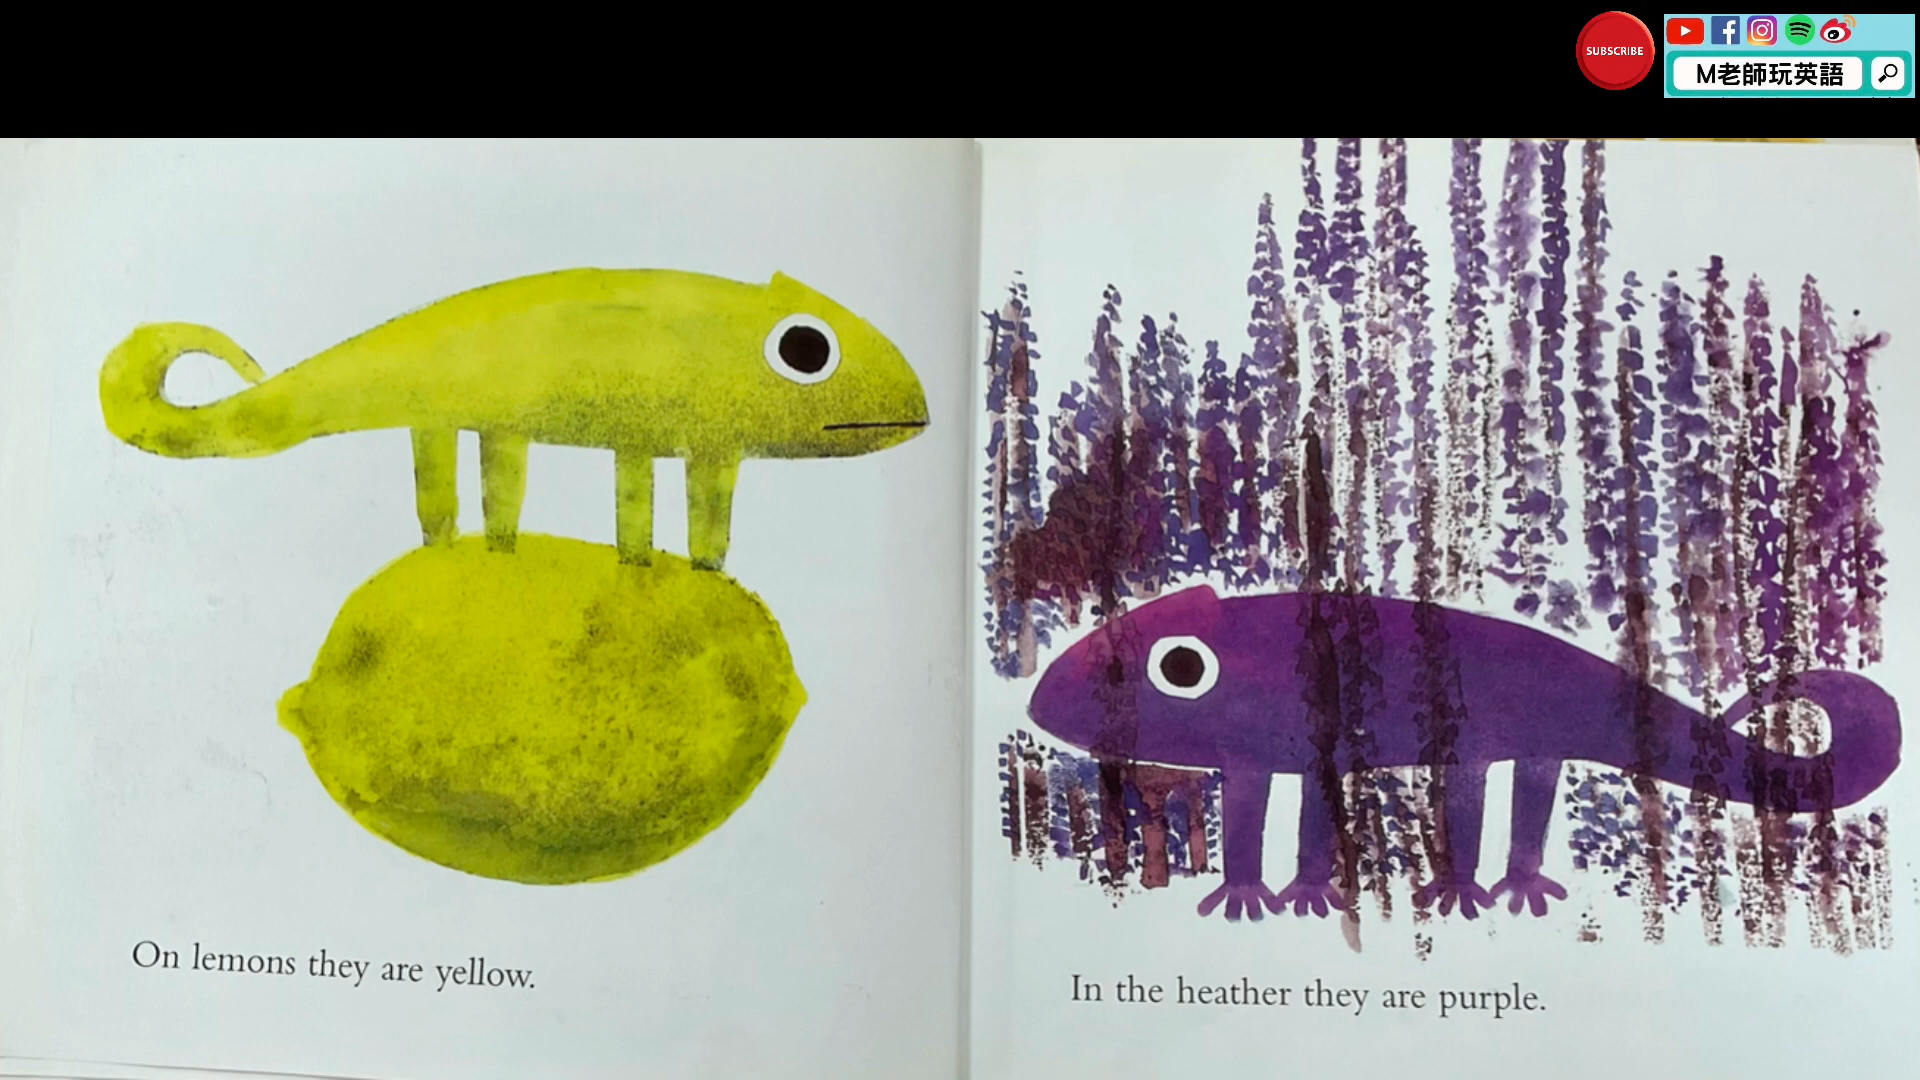 SUBSCRIBE
M老師玩英語
On lemons they are yellow.
In the heather they are purple.